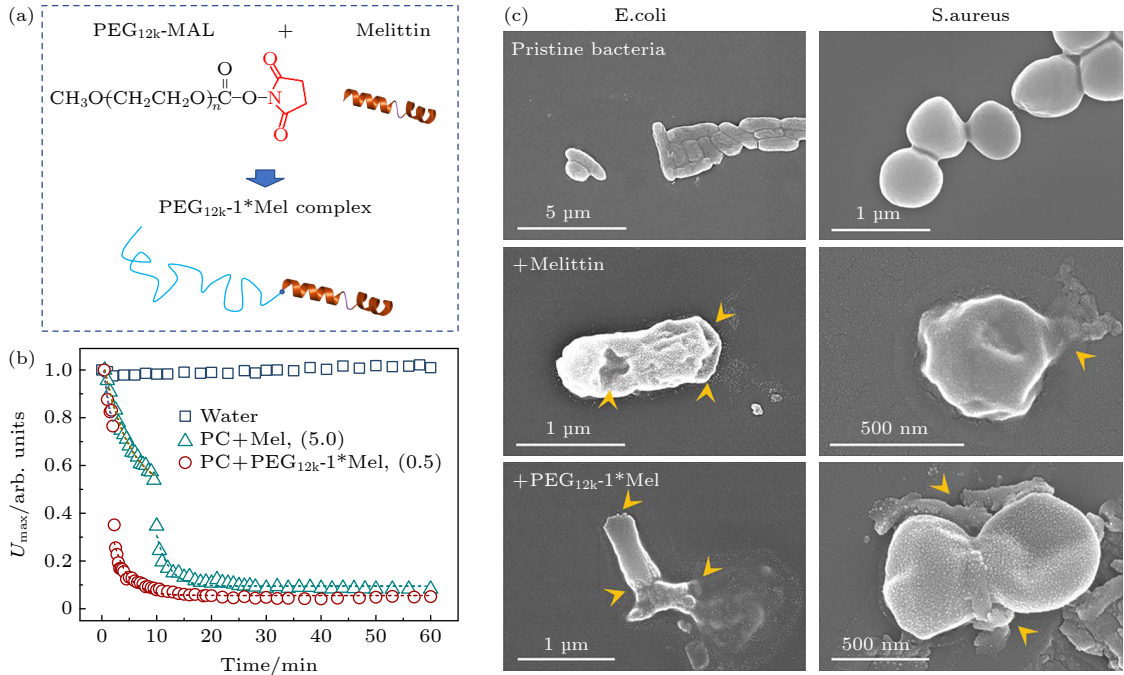 (a)
PEG12k-MAL + Melittin
O
O
CH3O(CH2CH2O)nC-O-N
O
PEG12k-1*Mel complex
(b)
1.0
0.8
0.6
0.4
0.2
0
Umax/arb. units
Water
PC+Mel, (5.0)
PC+PEG12k-1*Mel, (0.5)
0 10 20 30 40 50 60
Time/min
(c)
E.coli S.aureus
Pristine bacteria
5 µm
1 µm
+Melittin
1 µm
500 nm
+PEG12k-1*Mel
1 µm
500 nm